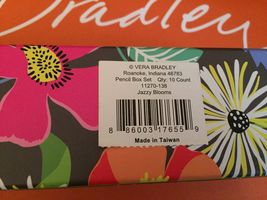 Bradley
© VERA BRADLEY
Roanoke, Indiana 46783
Pencil Box Set Qty: 10 Count
11270-138
Jazzy Blooms
8 86003 17655 9
Made in Taiwan